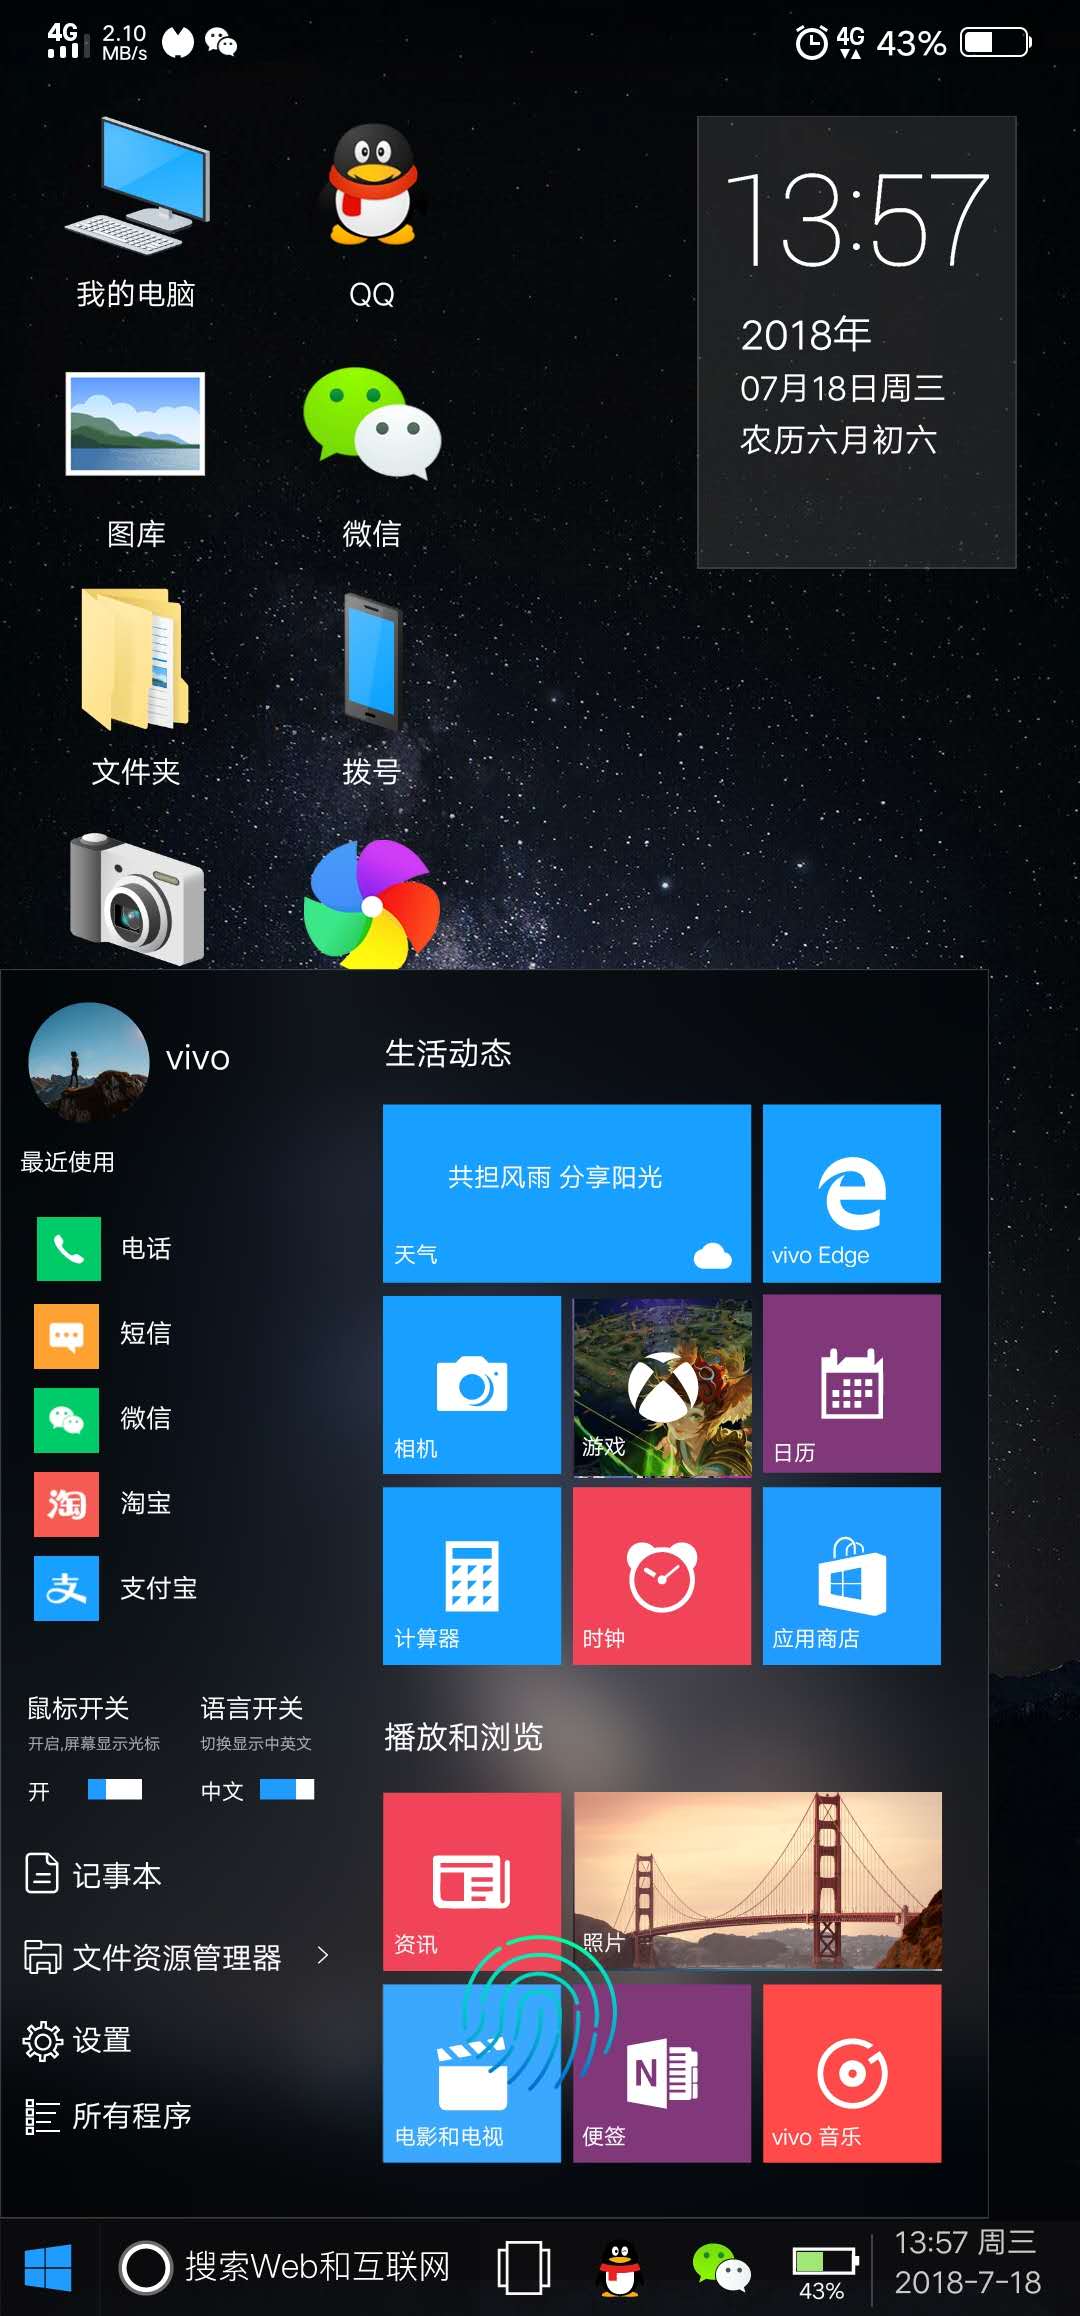 4G
2.10
MB/s
4G
43%
我的电脑
QQ
13:57
2018年
07月18日周三
农历六月初六
图库
微信
文件夹
拨号
vivo
最近使用
电话
短信
微信
淘
淘宝
支
支付宝
鼠标开关
语言开关
开启,屏幕显示光标
切换显示中英文
开
中文
记事本
文件资源管理器
设置
所有程序
生活动态
共担风雨 分享阳光
天气
vivo Edge
相机
游戏
日历
计算器
时钟
应用商店
播放和浏览
资讯
照片
电影和电视
N
便签
vivo 音乐
搜索Web和互联网
43%
13:57 周三
2018-7-18